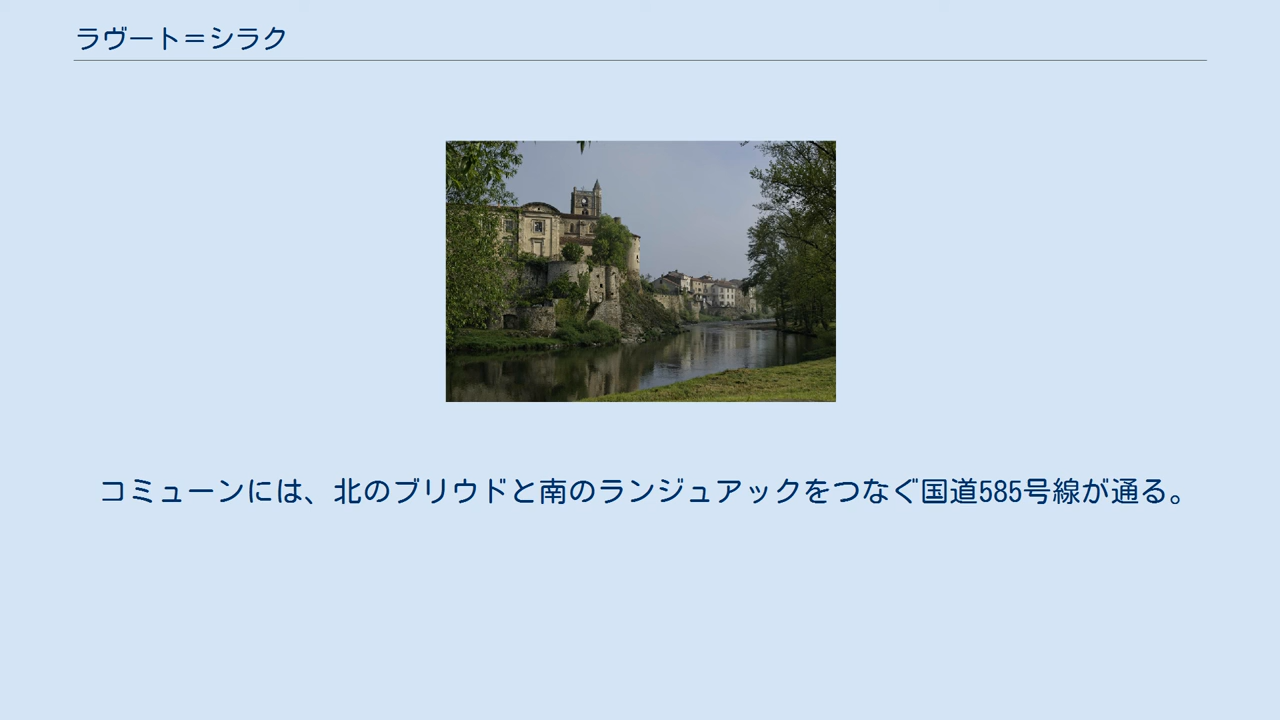 ラヴート＝シラク
コミューンには、北のブリウドと南のランジュアックをつなぐ国道585号線が通る。